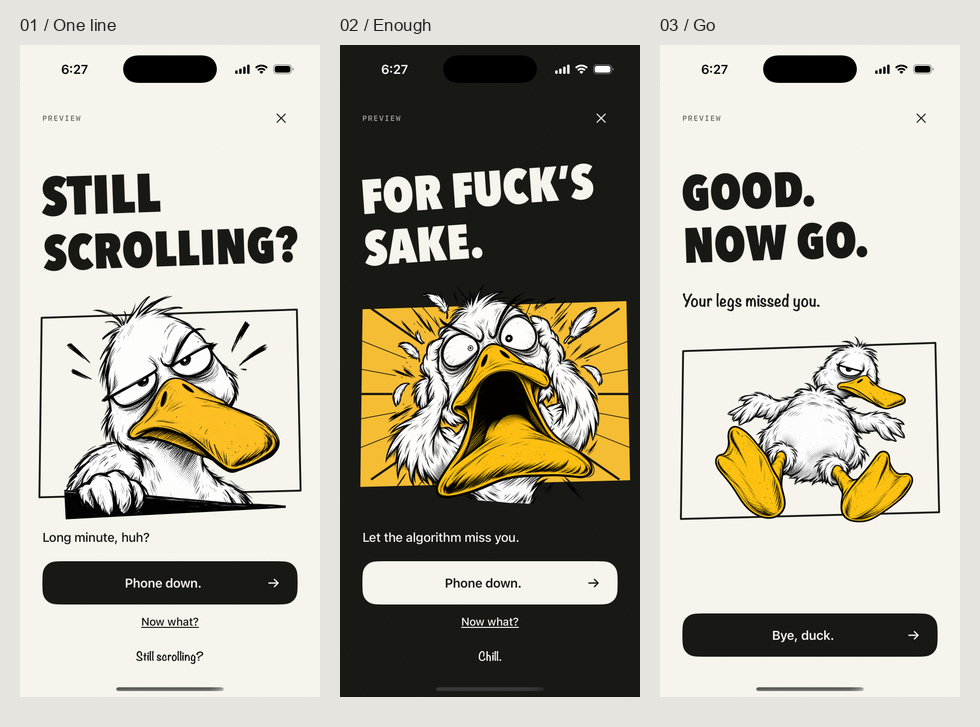 01 / One line
6:27
PREVIEW
STILL
SCROLLING?
Long minute, huh?
Phone down.
Now what?
Still scrolling?
02 / Enough
6:27
PREVIEW
FOR FUCK'S
SAKE.
Let the algorithm miss you.
Phone down.
Now what?
Chill.
03 / Go
6:27
PREVIEW
GOOD.
NOW GO.
Your legs missed you.
Bye, duck.